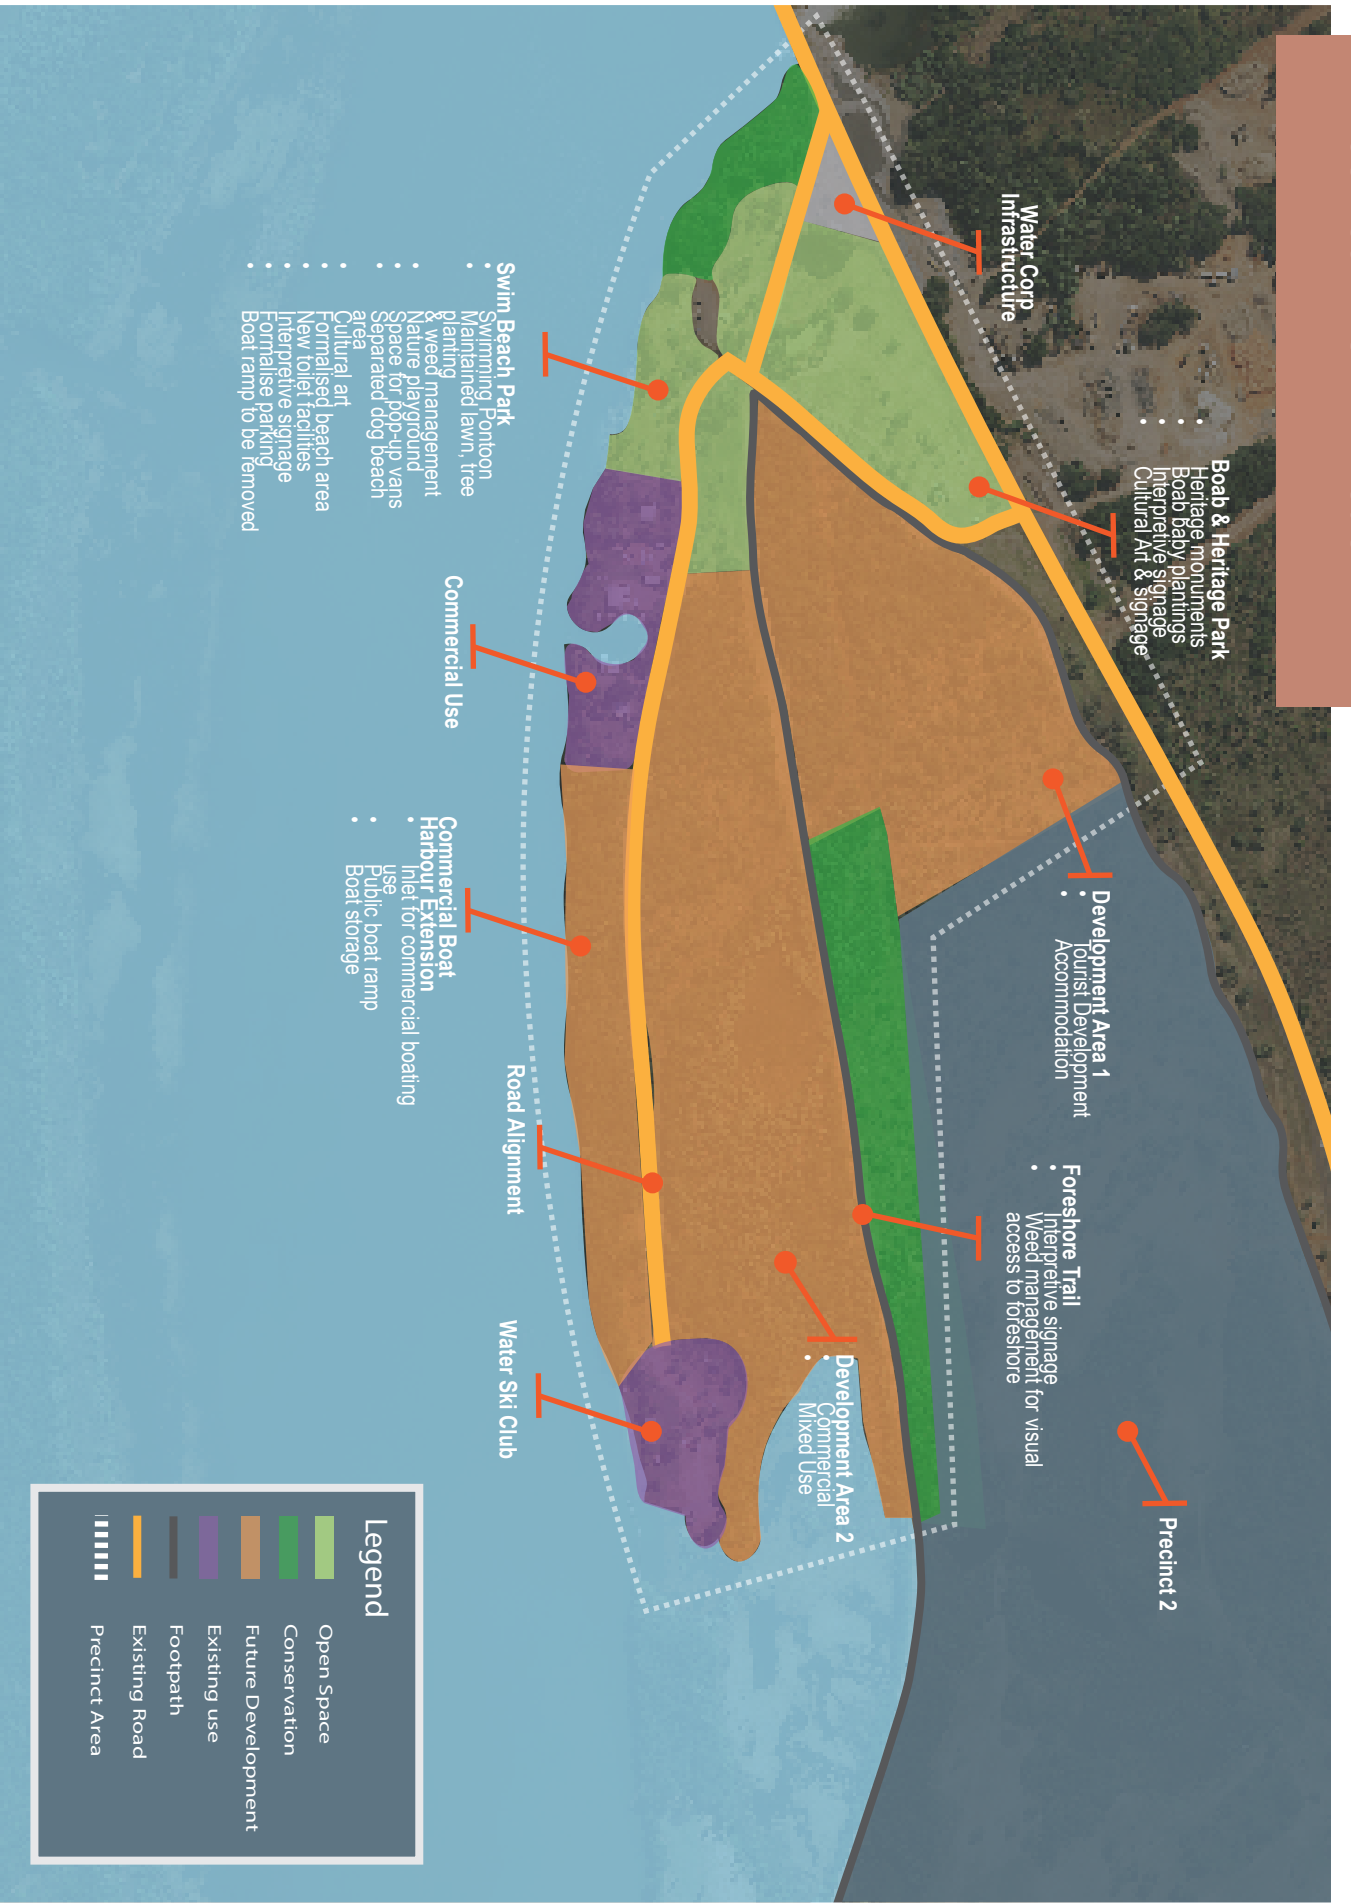 Water Corp
Infrastructure
Boab & Heritage Park
• Heritage monuments
• Boab baby plantings
• Interpretive signage
• Cultural Art & signage
Development Area 1
• Tourist Development
• Accommodation
Foreshore Trail
• Interpretive signage
• Weed management for visual
access to foreshore
Precinct 2
Swim Beach Park
• Swimming Pontoon
• Maintained lawn, tree
planting
& weed management
• Nature playground
• Space for pop-up vans
• Separated dog beach
area
• Cultural art
• Formalised beach area
• New toilet facilities
• Interpretive signage
• Formalise parking
• Boat ramp to be removed
Commercial Use
Commercial Boat
Harbour Extension
• Inlet for commercial boating
use
• Public boat ramp
• Boat storage
Road Alignment
Water Ski Club
Development Area 2
• Commercial
• Mixed Use
Legend
Open Space
Conservation
Future Development
Existing use
Footpath
Existing Road
Precinct Area